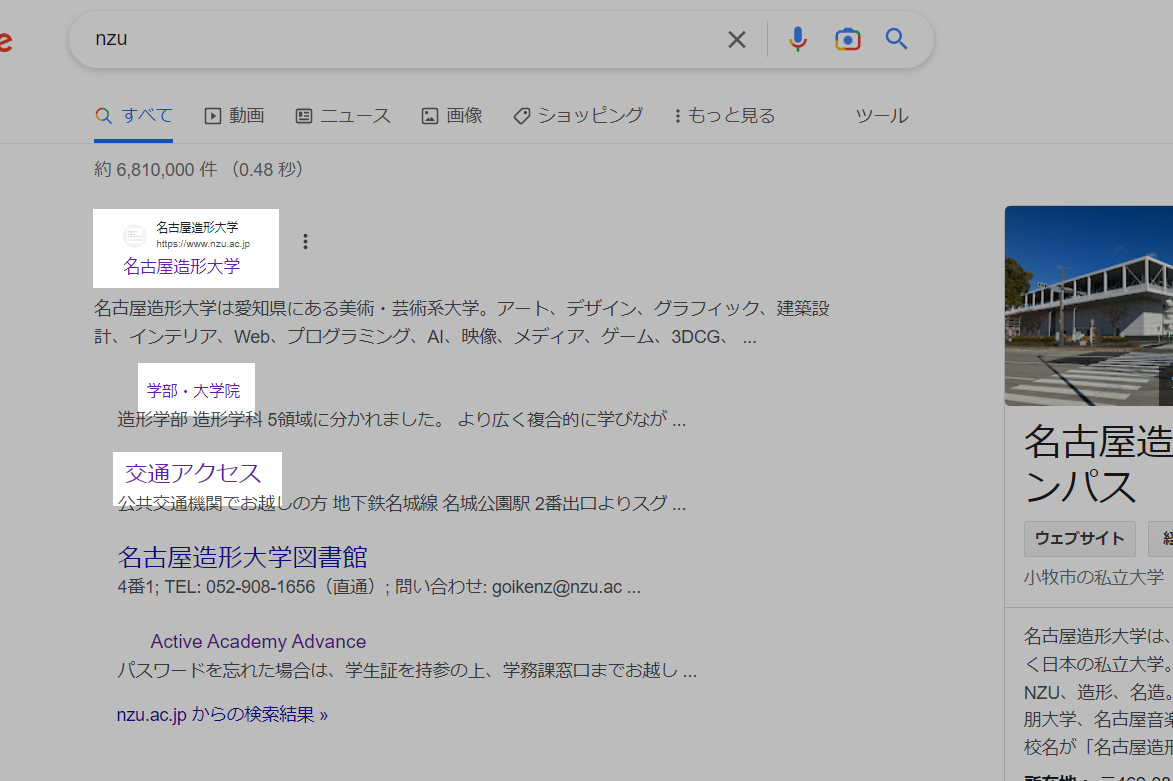 nzu
すべて 動画 ニュース 画像 ショッピング もっと見る ツール
約 6,810,000 件 （0.48 秒）
名古屋造形大学
https://www.nzu.ac.jp
名古屋造形大学
名古屋造形大学は愛知県にある美術・芸術系大学。アート、デザイン、グラフィック、建築設
計、インテリア、Web、プログラミング、AI、映像、メディア、ゲーム、3DCG、 ...
学部・大学院
造形学部 造形学科 5領域に分かれました。 より広く複合的に学びなが ...
交通アクセス
公共交通機関でお越しの方 地下鉄名城線 名城公園駅 2番出口よりスグ ...
名古屋造形大学図書館
4番1; TEL: 052-908-1656（直通）; 問い合わせ: goikenz@nzu.ac ...
Active Academy Advance
パスワードを忘れた場合は、学生証を持参の上、学務課窓口までお越し ...
nzu.ac.jp からの検索結果 »
名古屋造
ンパス
ウェブサイト
小牧市の私立大学
名古屋造形大学は、
く日本の私立大学。
NZU、造形、名造。
朋大学、名古屋音楽
校名が「名古屋造形